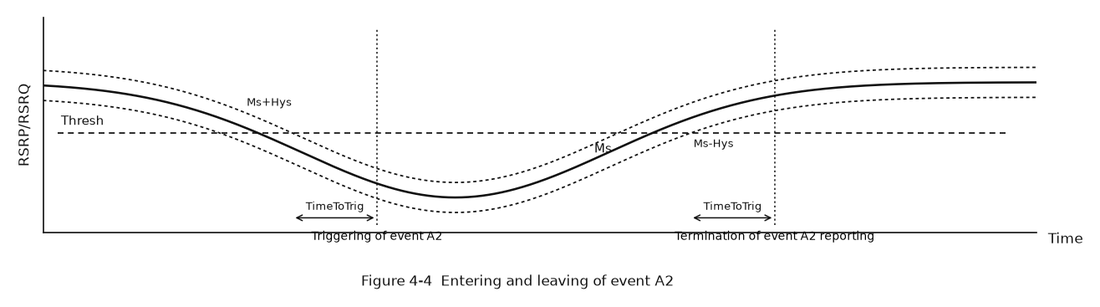 RSRP/RSRQ
Ms+Hys
Thresh
Ms
Ms-Hys
TimeToTrig
TimeToTrig
Triggering of event A2
Termination of event A2 reporting
Time
Figure 4-4 Entering and leaving of event A2